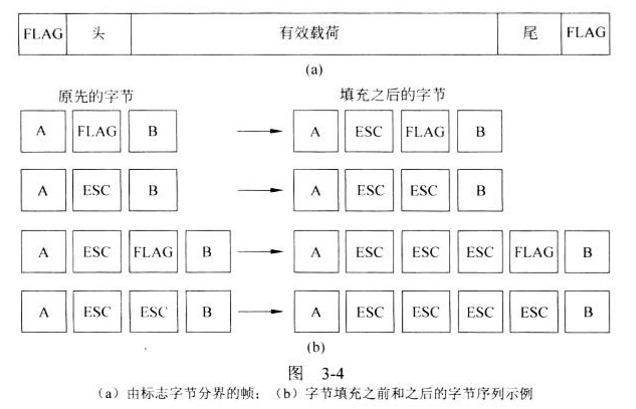 FLAG 头 有效载荷 尾 FLAG
(a)
原先的字节 填充之后的字节
A FLAG B A ESC FLAG B
A ESC B A ESC ESC B
A ESC FLAG B A ESC ESC ESC FLAG B
A ESC ESC B A ESC ESC ESC ESC B
(b)
图 3-4
（a）由标志字节分界的帧；（b）字节填充之前和之后的字节序列示例